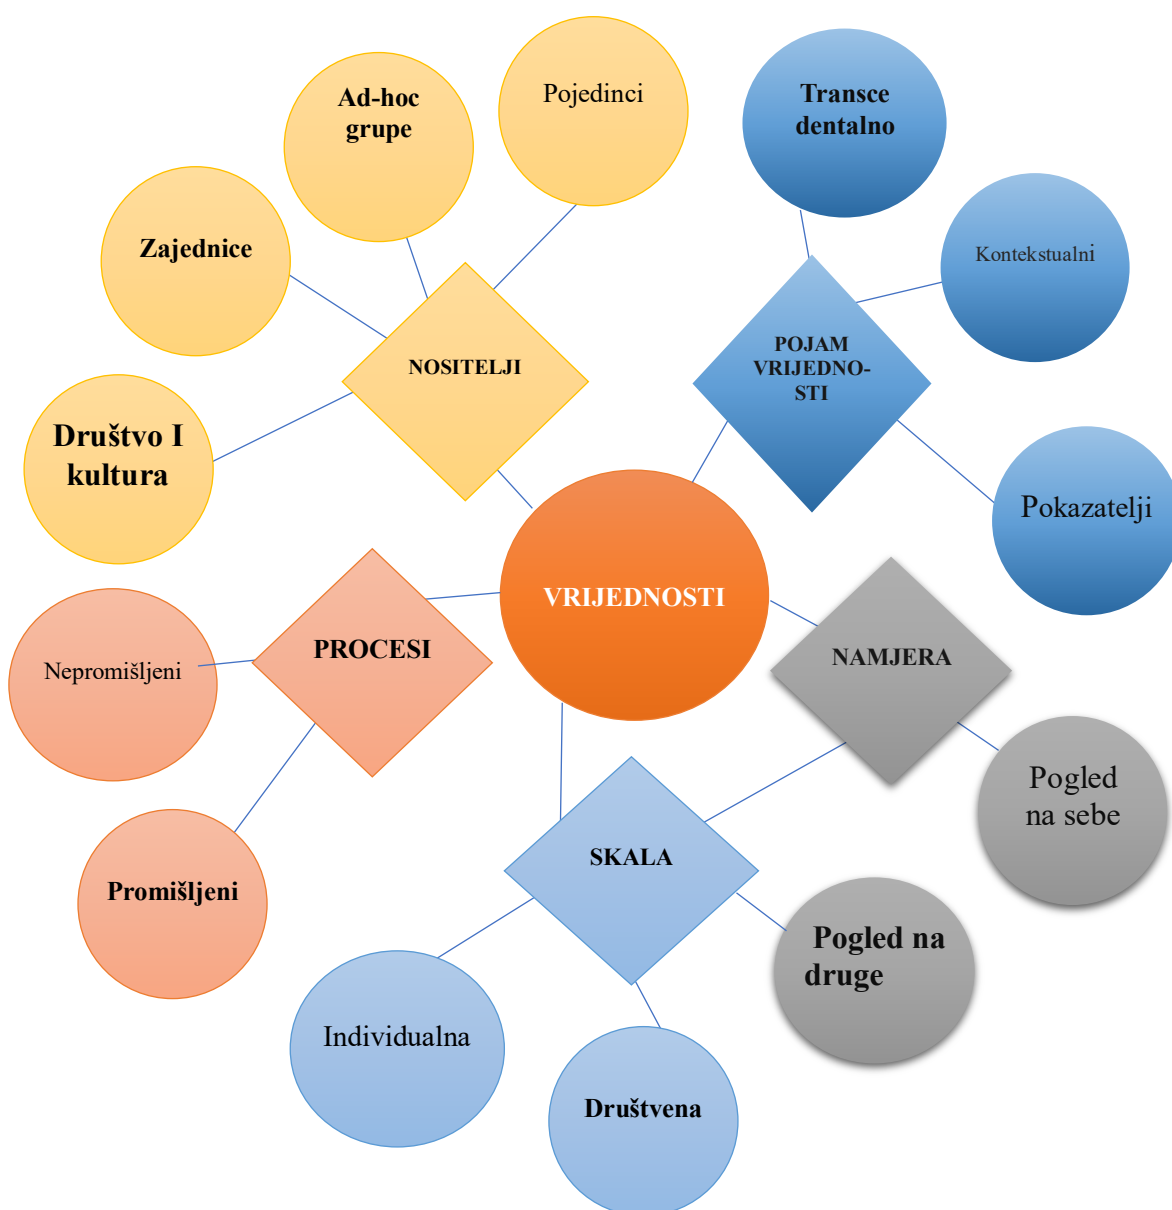 Ad-hoc
grupe
Pojedinci
Transce
dentalno
Zajednice
Kontekstualni
NOSITELJI
POJAM
VRIJEDNO-
STI
Društvo I
kultura
Pokazatelji
VRIJEDNOSTI
PROCESI
NAMJERA
Nepromišljeni
Pogled
na sebe
SKALA
Promišljeni
Pogled na
druge
Individualna
Društvena